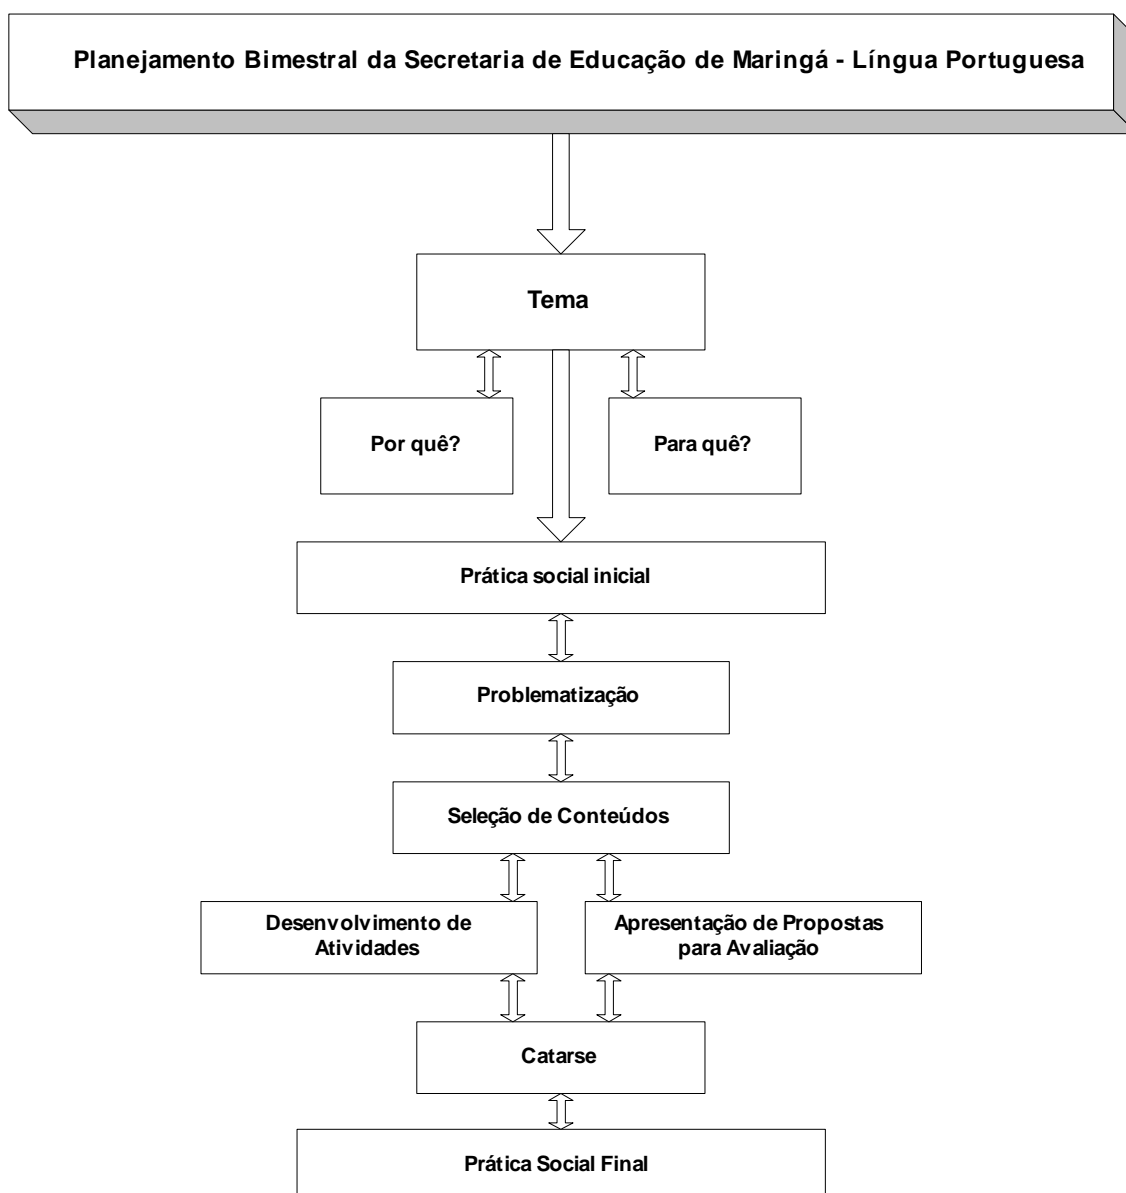 Planejamento Bimestral da Secretaria de Educação de Maringá - Língua Portuguesa
Tema
Por quê?
Para quê?
Prática social inicial
Problematização
Seleção de Conteúdos
Desenvolvimento de
Atividades
Apresentação de Propostas
para Avaliação
Catarse
Prática Social Final